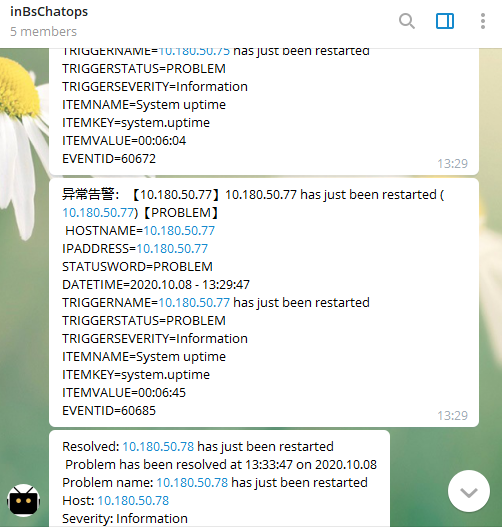 inBsChatops
5 members
TRIGGERNAME=10.180.50.75 has just been restarted
TRIGGERSTATUS=PROBLEM
TRIGGERSEVERITY=Information
ITEMNAME=System uptime
ITEMKEY=system.uptime
ITEMVALUE=00:06:04
EVENTID=60672
13:29
异常告警：【10.180.50.77】10.180.50.77 has just been restarted (
10.180.50.77)【PROBLEM】
HOSTNAME=10.180.50.77
IPADDRESS=10.180.50.77
STATUSWORD=PROBLEM
DATETIME=2020.10.08 - 13:29:47
TRIGGERNAME=10.180.50.77 has just been restarted
TRIGGERSTATUS=PROBLEM
TRIGGERSEVERITY=Information
ITEMNAME=System uptime
ITEMKEY=system.uptime
ITEMVALUE=00:06:45
EVENTID=60685
13:29
Resolved: 10.180.50.78 has just been restarted
Problem has been resolved at 13:33:47 on 2020.10.08
Problem name: 10.180.50.78 has just been restarted
Host: 10.180.50.78
Severity: Information